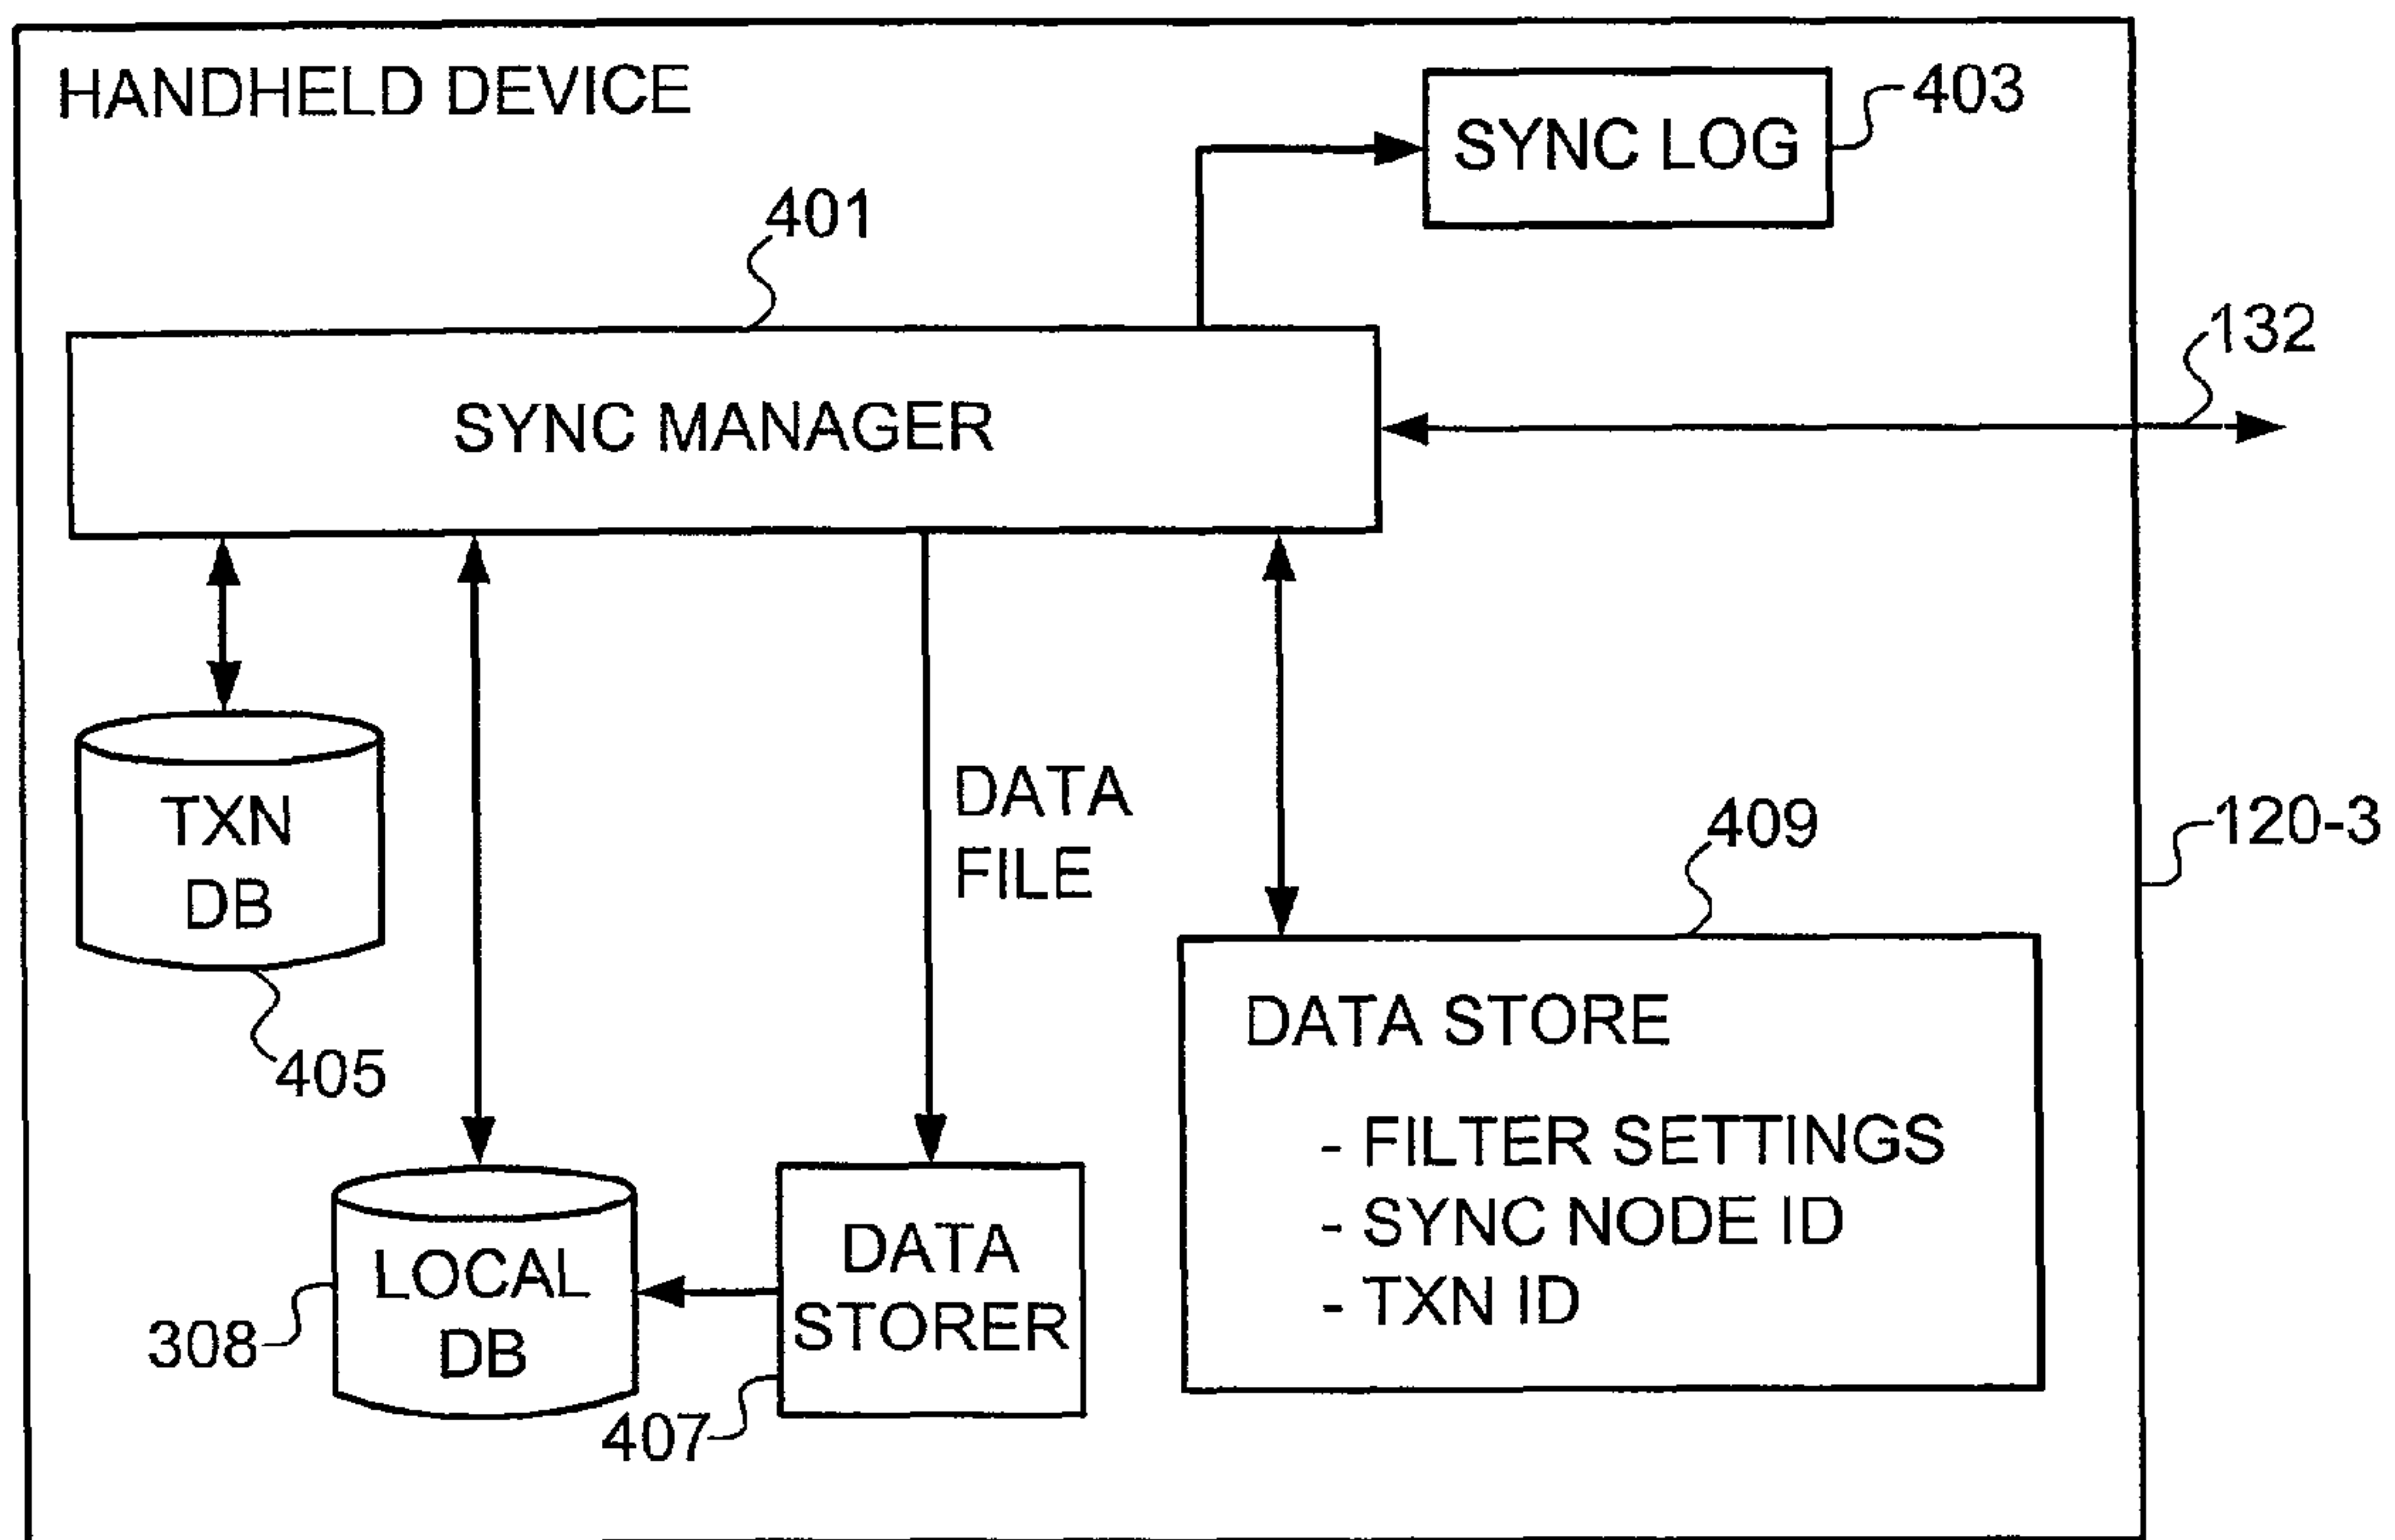 HANDHELD DEVICE
SYNC LOG
403
401
132
SYNC MANAGER
TXN
DB
405
DATA
FILE
409
120-3
DATA STORE
- FILTER SETTINGS
- SYNC NODE ID
- TXN ID
LOCAL
DB
308
DATA
STORER
407